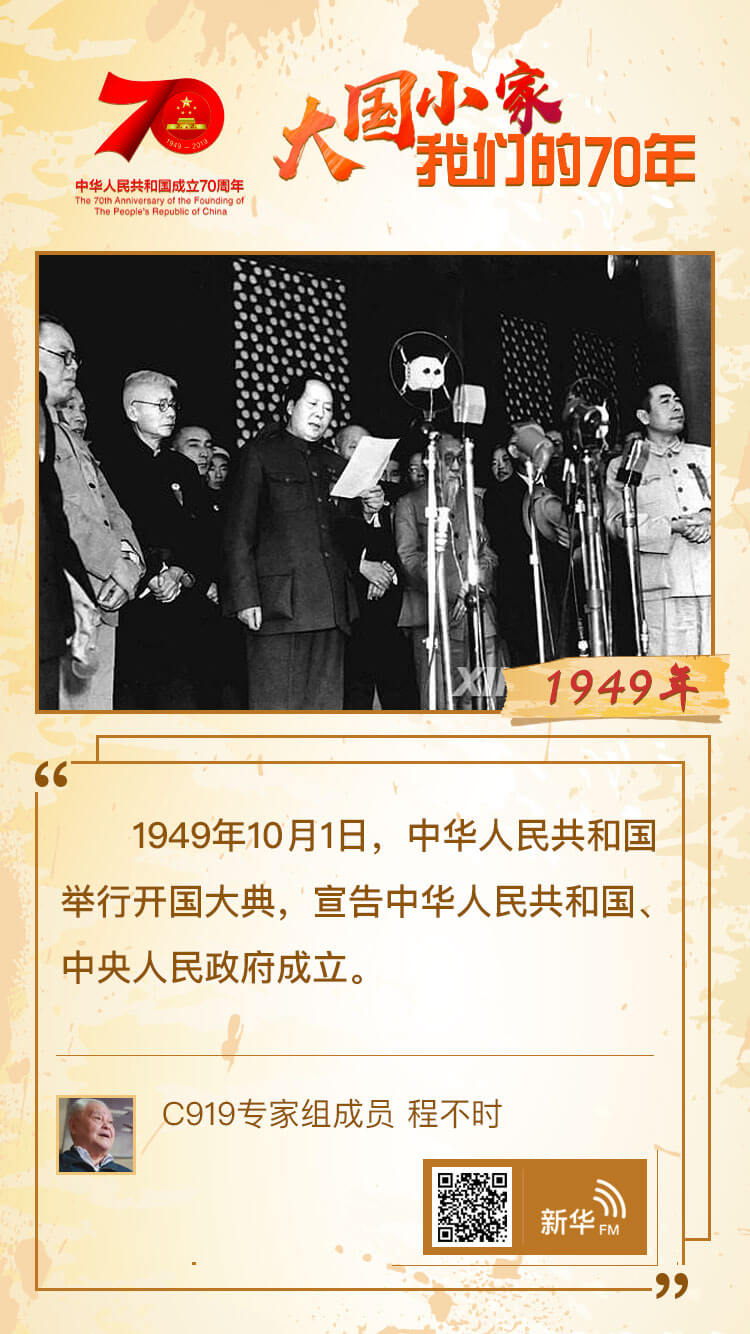 1949 - 2019
中华人民共和国成立70周年
The 70th Anniversary of the Founding of
The People's Republic of China
大国小家
我们的70年
1949年
1949年10月1日，中华人民共和国
举行开国大典，宣告中华人民共和国、
中央人民政府成立。
C919专家组成员 程不时
新华 FM